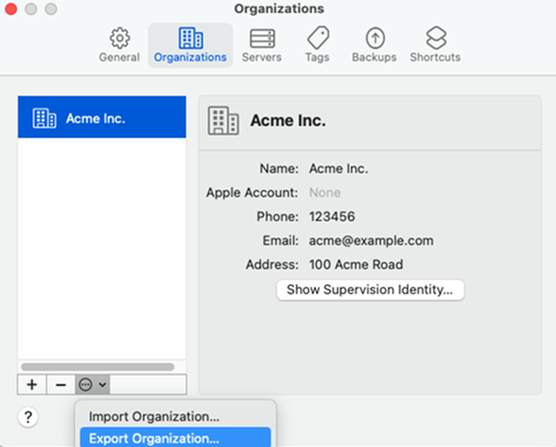 Organizations
General
Organizations
Servers
Tags
Backups
Shortcuts
Acme Inc.
Acme Inc.
Name: Acme Inc.
Apple Account: None
Phone: 123456
Email: acme@example.com
Address: 100 Acme Road
Show Supervision Identity...
+ −
?
Import Organization...
Export Organization...